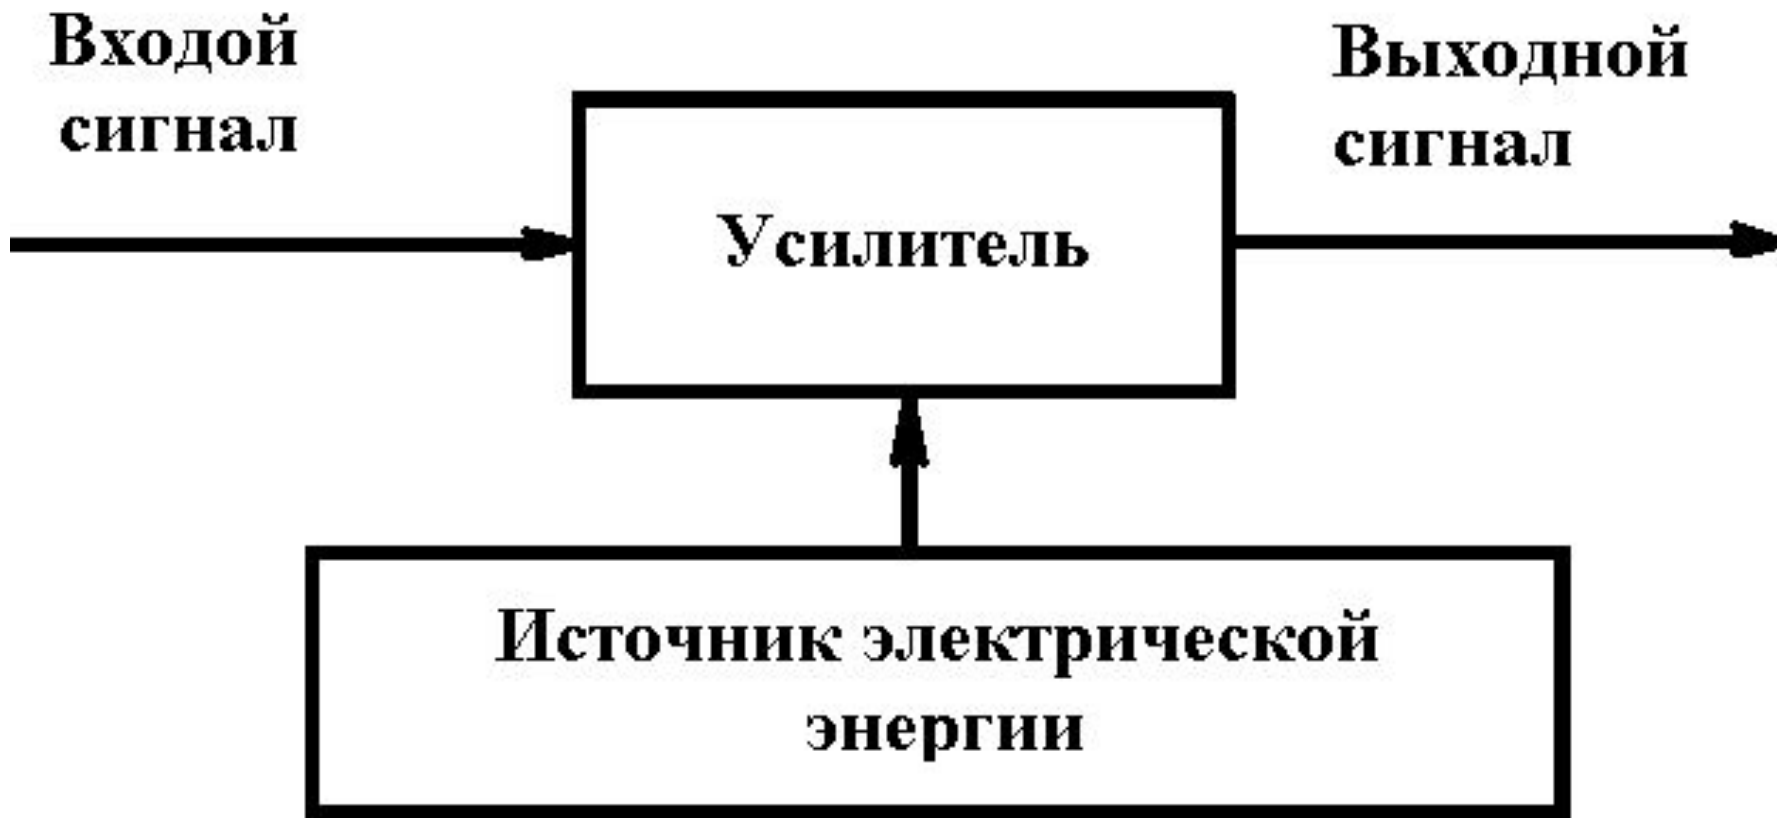 Входой
сигнал
Выходной
сигнал
Усилитель
Источник электрической
энергии